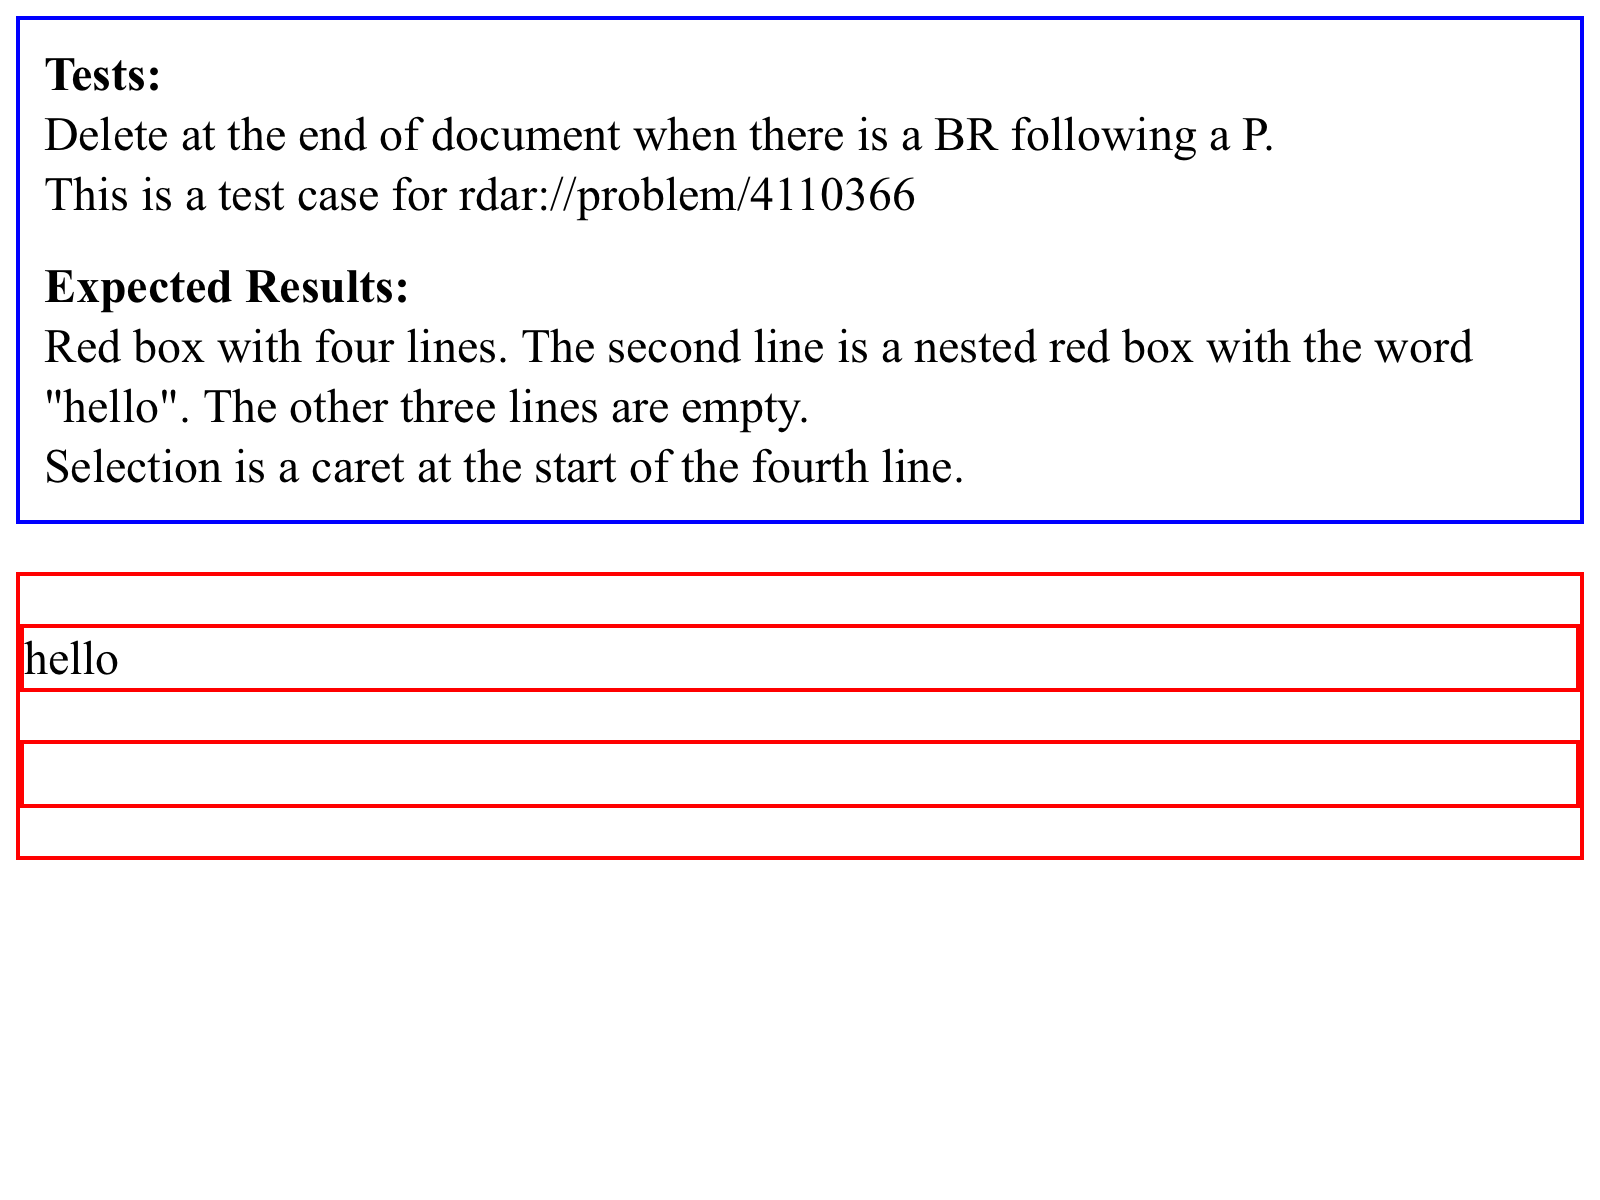 Tests:
Delete at the end of document when there is a BR following a P.
This is a test case for rdar://problem/4110366
Expected Results:
Red box with four lines. The second line is a nested red box with the word
"hello". The other three lines are empty.
Selection is a caret at the start of the fourth line.
hello